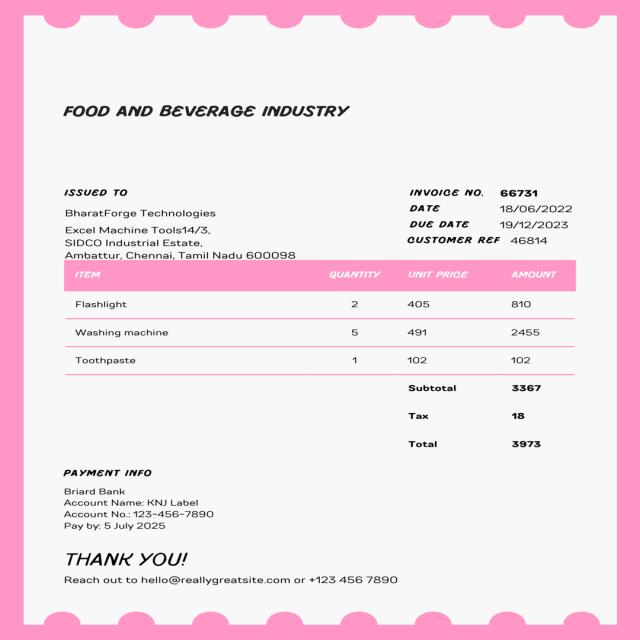 FOOD AND BEVERAGE INDUSTRY
ISSUED TO
BharatForge Technologies
Excel Machine Tools14/3,
SIDCO Industrial Estate,
Ambattur, Chennai, Tamil Nadu 600098
INVOICE NO. 66731
DATE 18/06/2022
DUE DATE 19/12/2023
CUSTOMER REF 46814
ITEM QUANTITY UNIT PRICE AMOUNT
Flashlight 2 405 810
Washing machine 5 491 2455
Toothpaste 1 102 102
Subtotal 3367
Tax 18
Total 3973
PAYMENT INFO
Briard Bank
Account Name: KNJ Label
Account No.: 123-456-7890
Pay by: 5 July 2025
THANK YOU!
Reach out to hello@reallygreatsite.com or +123 456 7890